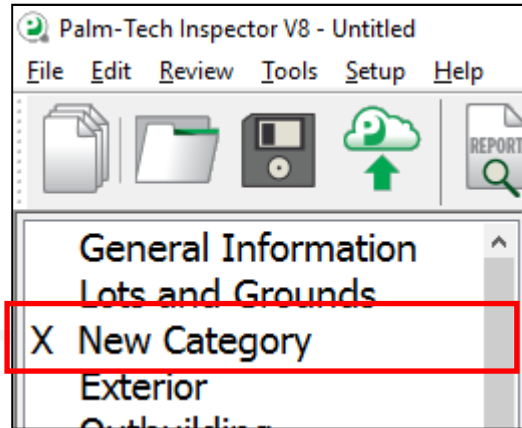 Palm-Tech Inspector V8 - Untitled
File Edit Review Tools Setup Help
REPORT
General Information
Lots and Grounds
X New Category
Exterior
Outbuilding